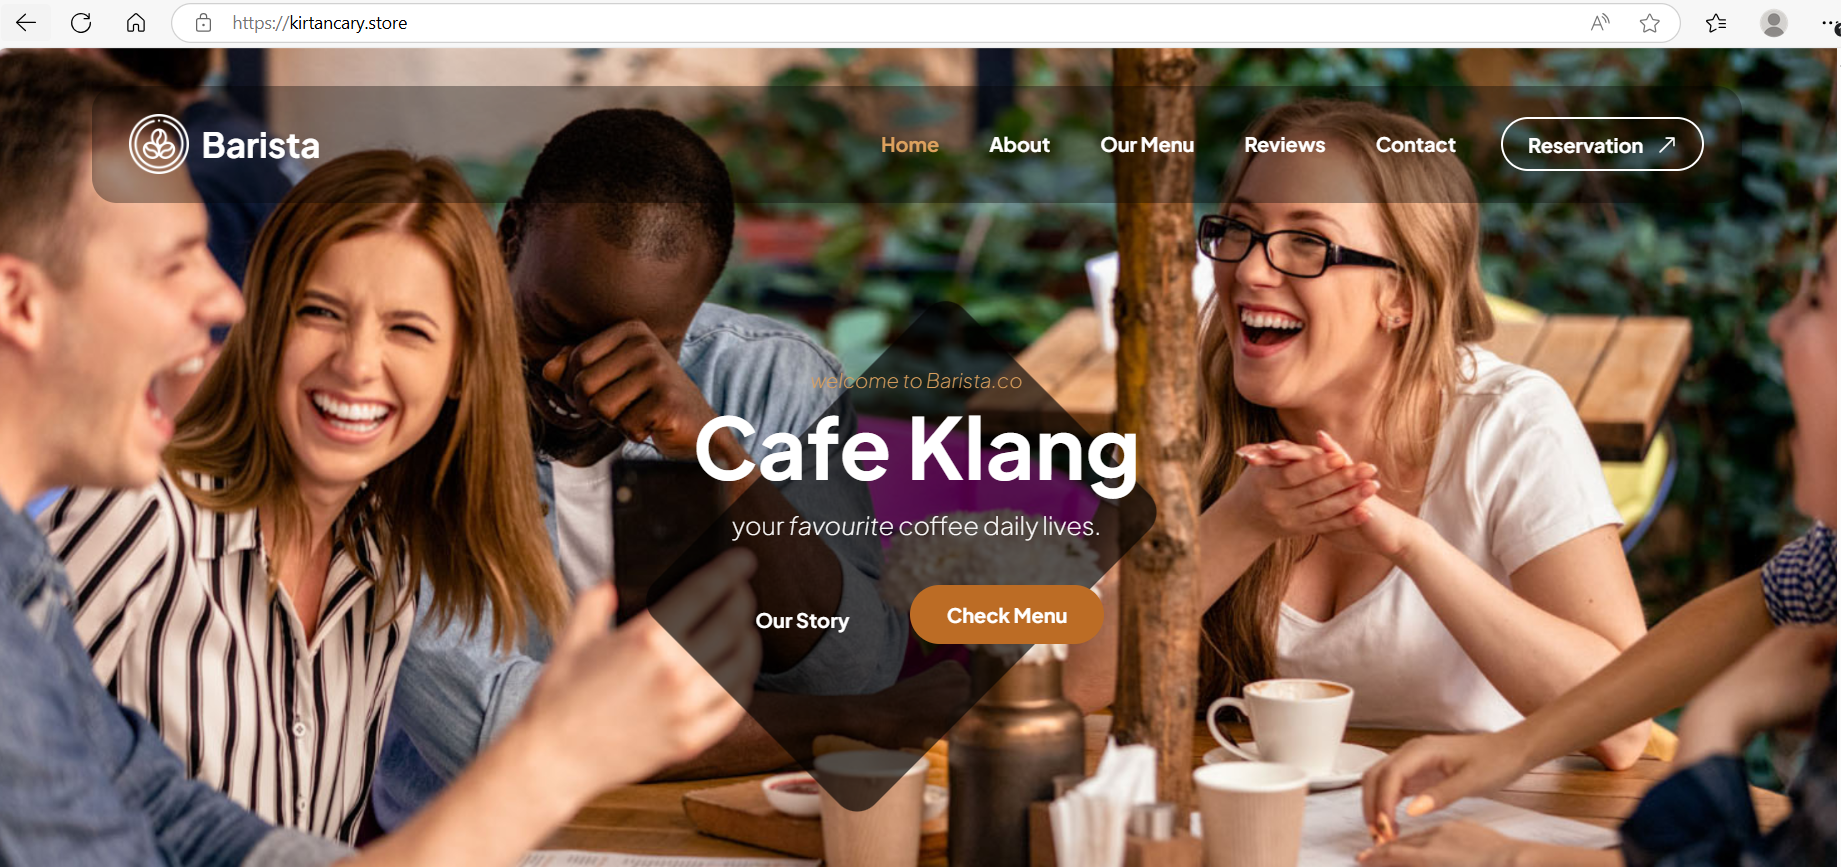 https://kirtancary.store
Barista
Home
About
Our Menu
Reviews
Contact
Reservation
welcome to Barista.co
Cafe Klang
your favourite coffee daily lives.
Our Story
Check Menu